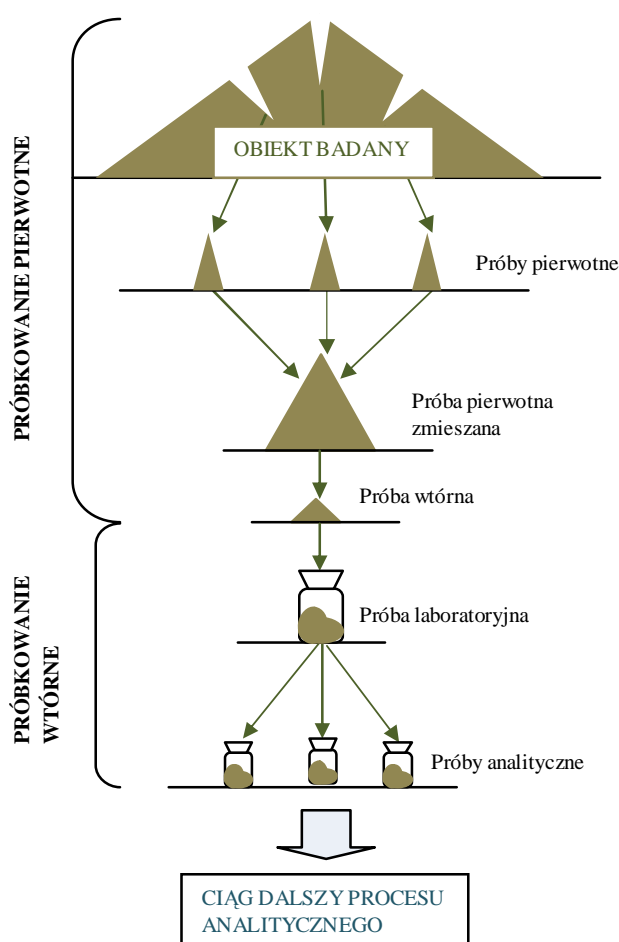 OBIEKT BADANY
PRÓBKOWANIE PIERWOTNE
Próby pierwotne
Próba pierwotna
zmieszana
Próba wtórna
PRÓBKOWANIE
WTÓRNE
Próba laboratoryjna
Próby analityczne
CIĄG DALSZY PROCESU
ANALITYCZNEGO